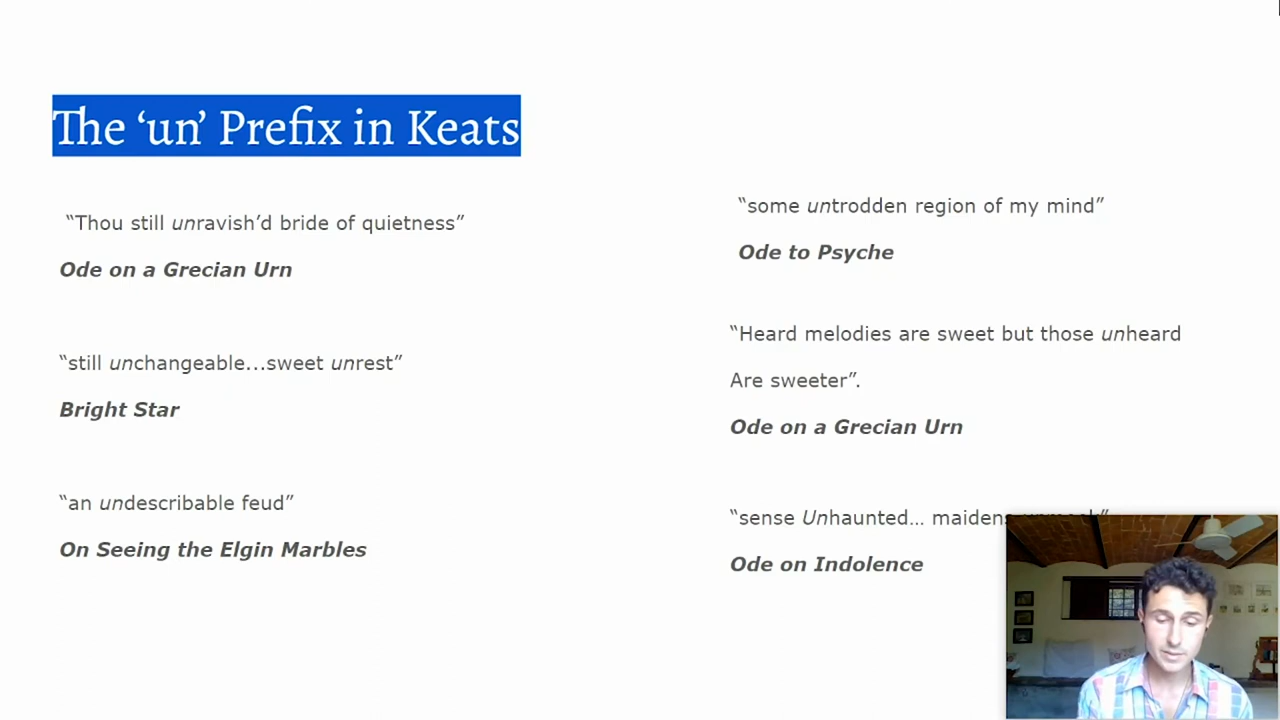 The ‘un’ Prefix in Keats
“Thou still unravish’d bride of quietness”
Ode on a Grecian Urn
“still unchangeable...sweet unrest”
Bright Star
“an undescribable feud”
On Seeing the Elgin Marbles
“some untrodden region of my mind”
Ode to Psyche
“Heard melodies are sweet but those unheard
Are sweeter”.
Ode on a Grecian Urn
“sense Unhaunted… maidens
Ode on Indolence